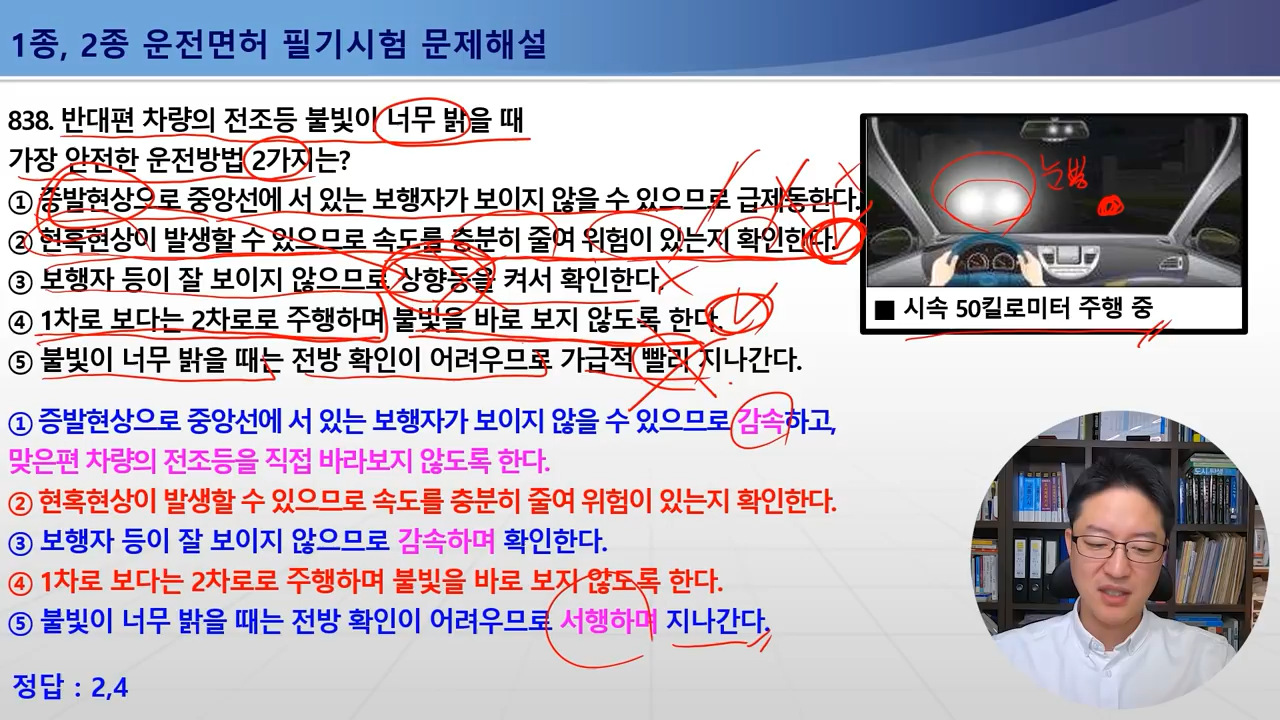 1종, 2종 운전면허 필기시험 문제해설
838. 반대편 차량의 전조등 불빛이 너무 밝을 때
가장 안전한 운전방법 2가지는?
① 증발현상으로 중앙선에 서 있는 보행자가 보이지 않을 수 있으므로 급제동한다.
② 현혹현상이 발생할 수 있으므로 속도를 충분히 줄여 위험이 있는지 확인한다.
③ 보행자 등이 잘 보이지 않으므로 상향등을 켜서 확인한다.
④ 1차로 보다는 2차로로 주행하며 불빛을 바로 보지 않도록 한다.
⑤ 불빛이 너무 밝을 때는 전방 확인이 어려우므로 가급적 빨리 지나간다.
눈뽕
■ 시속 50킬로미터 주행 중
① 증발현상으로 중앙선에 서 있는 보행자가 보이지 않을 수 있으므로 감속하고,
맞은편 차량의 전조등을 직접 바라보지 않도록 한다.
② 현혹현상이 발생할 수 있으므로 속도를 충분히 줄여 위험이 있는지 확인한다.
③ 보행자 등이 잘 보이지 않으므로 감속하며 확인한다.
④ 1차로 보다는 2차로로 주행하며 불빛을 바로 보지 않도록 한다.
⑤ 불빛이 너무 밝을 때는 전방 확인이 어려우므로 서행하며 지나간다.
정답 : 2,4